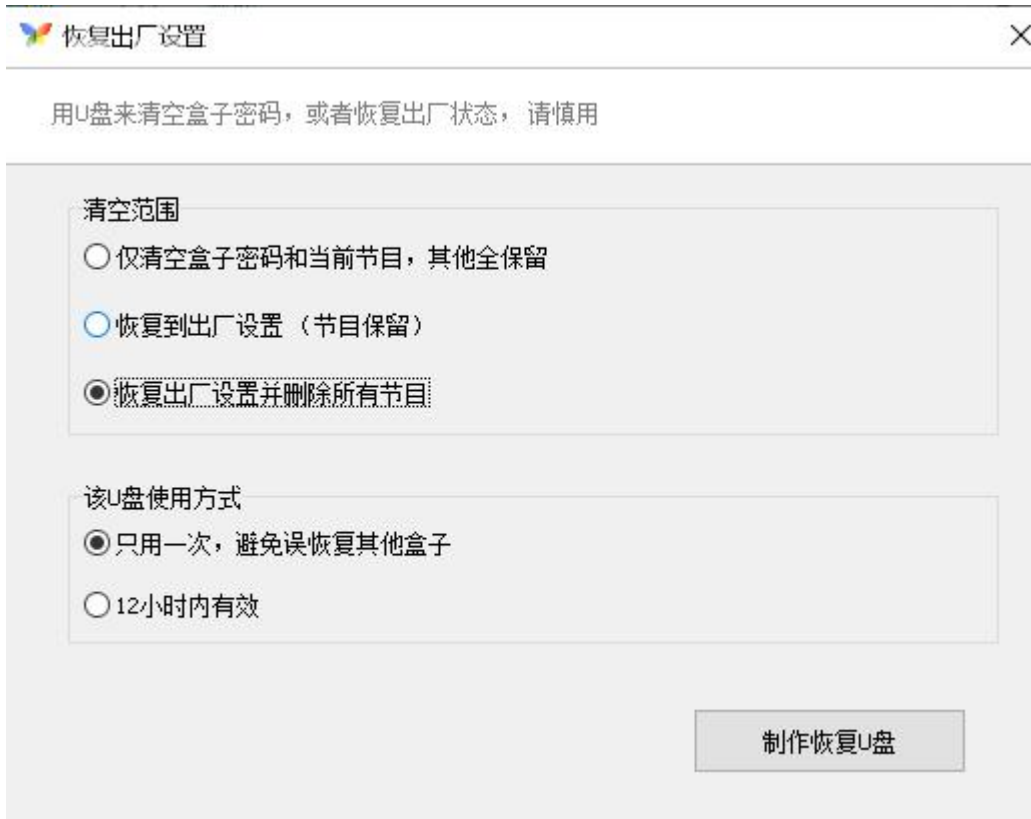 恢复出厂设置
用U盘来清空盒子密码，或者恢复出厂状态， 请慎用
清空范围
仅清空盒子密码和当前节目，其他全保留
恢复到出厂设置 （节目保留）
恢复出厂设置并删除所有节目
该U盘使用方式
只用一次，避免误恢复其他盒子
12小时内有效
制作恢复U盘